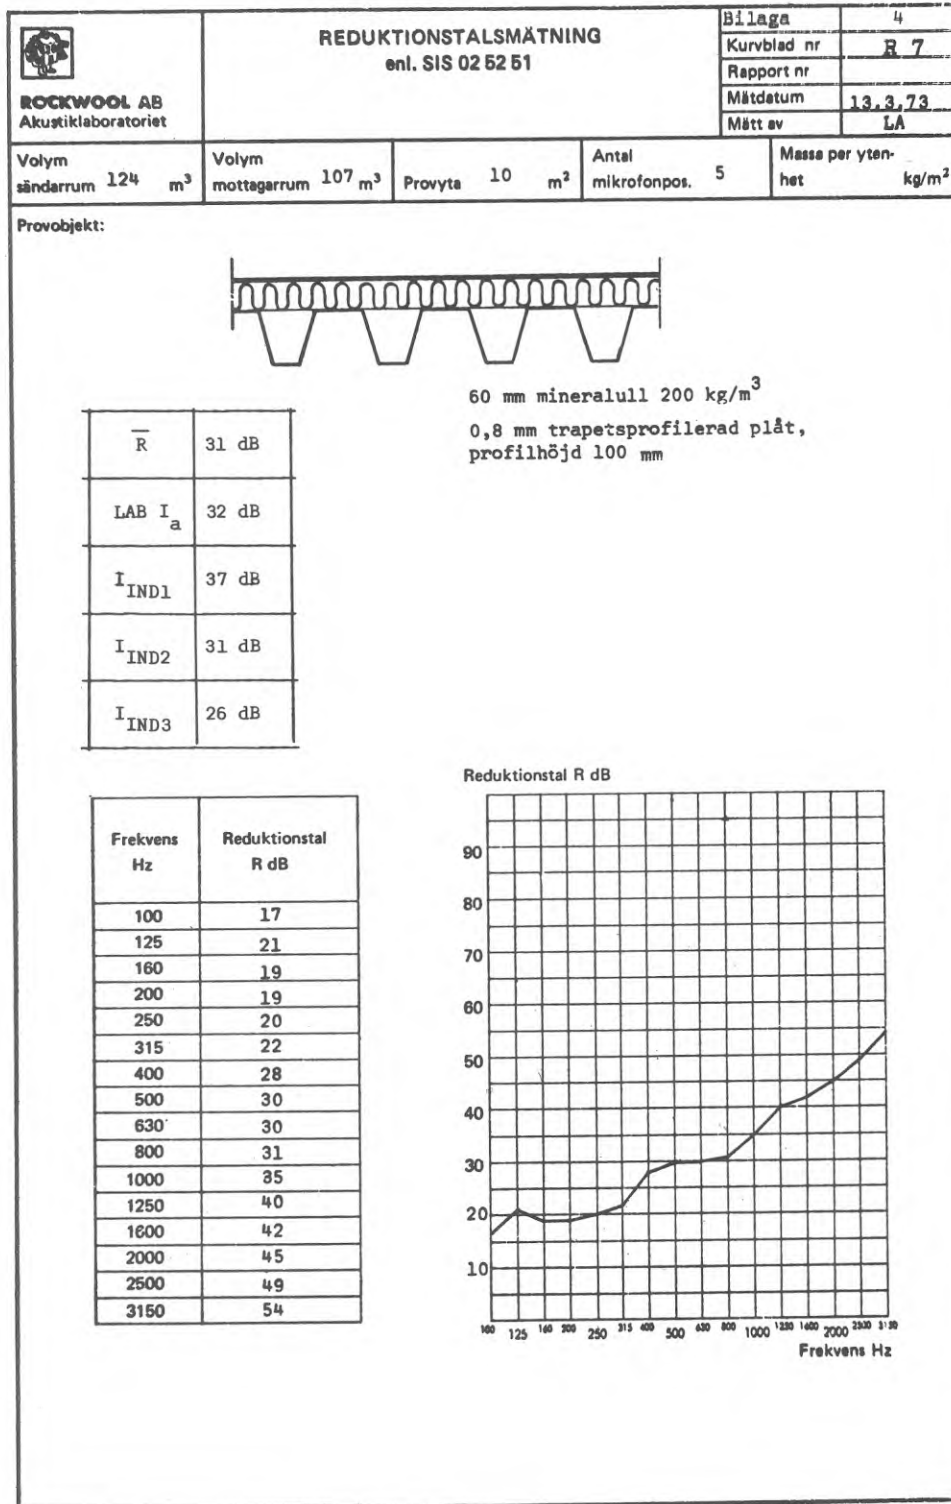 ROCKWOOL AB
Akustiklaboratoriet
REDUKTIONSTALSMÄTNING
enl. SIS 02 52 51
Bilaga 4
Kurvblad nr R 7
Rapport nr
Mätdatum 13.3.73
Mätt av LA
Volym
sändarrum 124 m³
Volym
mottagarrum 107 m³
Provyta 10 m²
Antal
mikrofonpos. 5
Massa per yten-
het kg/m²
Provobjekt:
60 mm mineralull 200 kg/m³
0,8 mm trapetsprofilerad plåt,
profilhöjd 100 mm
R̄ 31 dB
LAB Ia 32 dB
IIND1 37 dB
IIND2 31 dB
IIND3 26 dB
Frekvens
Hz
Reduktionstal
R dB
100 17
125 21
160 19
200 19
250 20
315 22
400 28
500 30
630 30
800 31
1000 35
1250 40
1600 42
2000 45
2500 49
3150 54
Reduktionstal R dB
90
80
70
60
50
40
30
20
10
100 125 160 200 250 315 400 500 630 800 1000 1250 1600 2000 2500 3150
Frekvens Hz